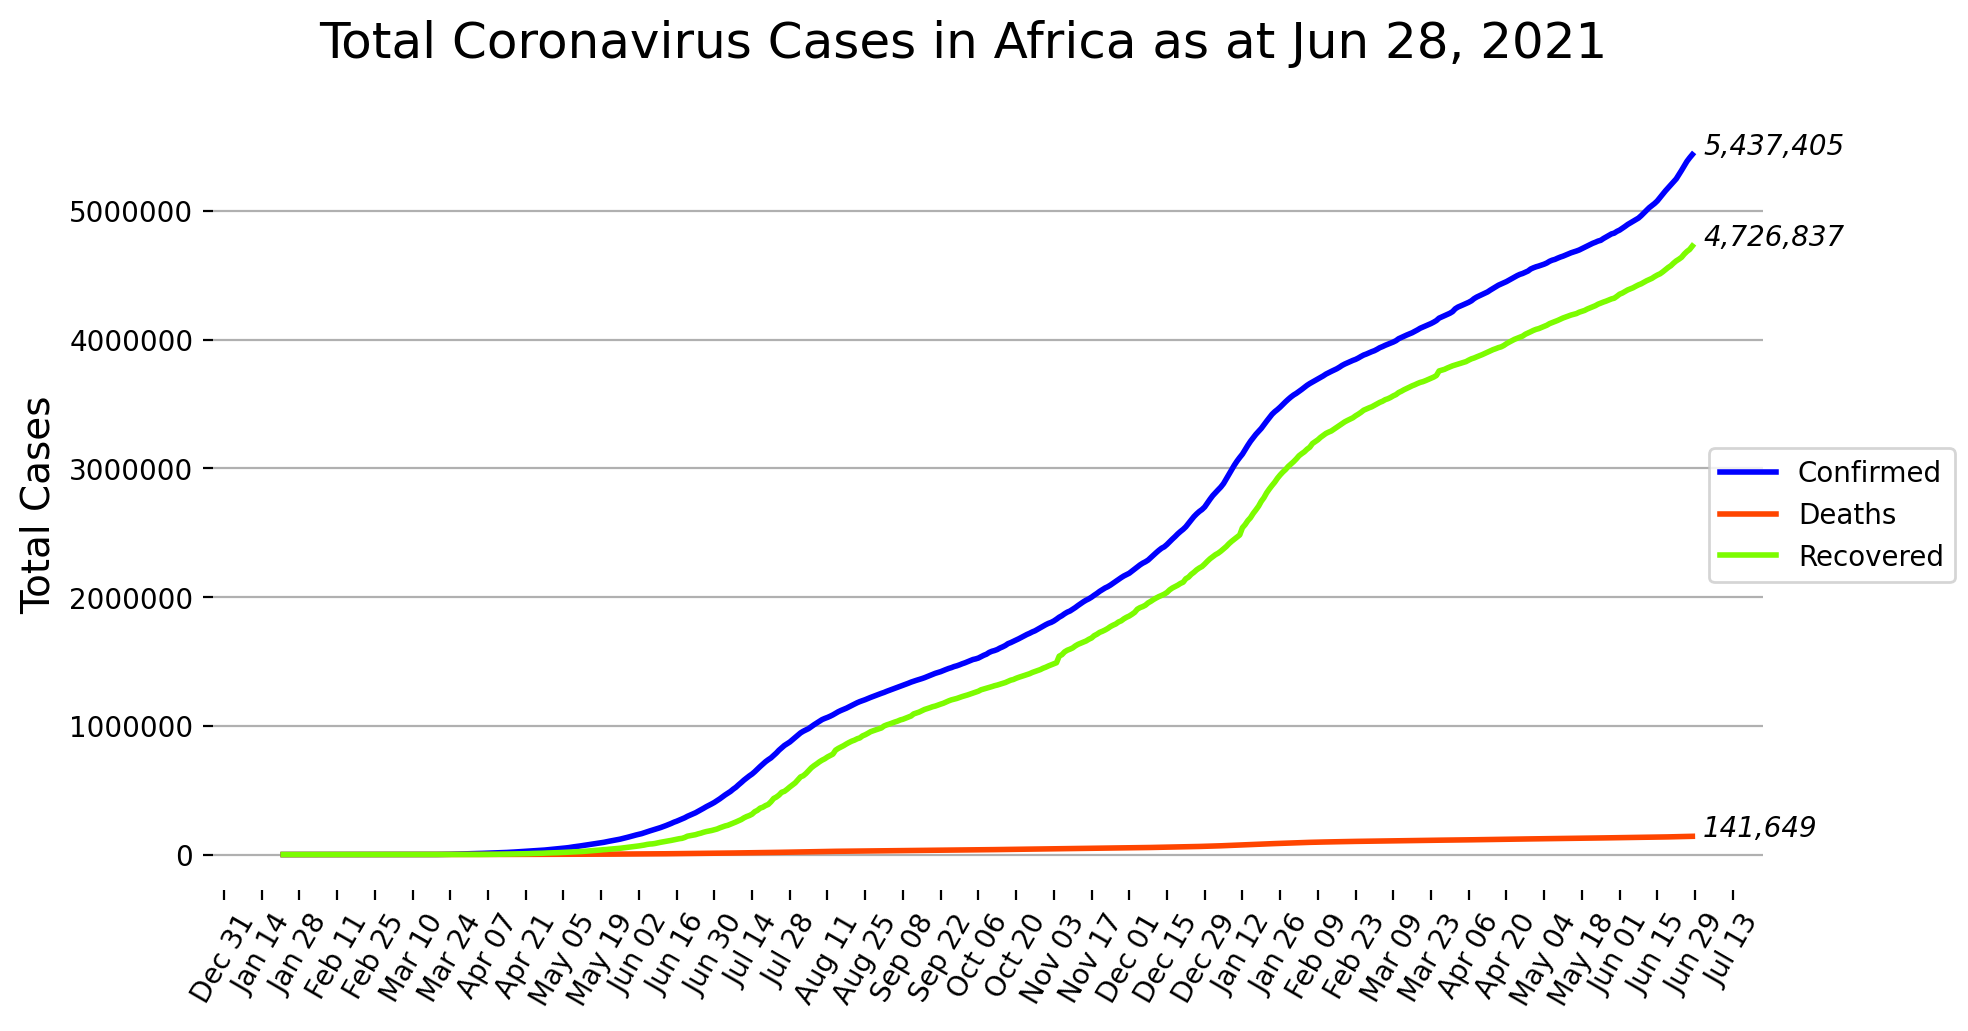 Total Coronavirus Cases in Africa as at Jun 28, 2021
Total Cases
5000000
4000000
3000000
2000000
1000000
0
5,437,405
4,726,837
141,649
Confirmed
Deaths
Recovered
Dec 31
Jan 14
Jan 28
Feb 11
Feb 25
Mar 10
Mar 24
Apr 07
Apr 21
May 05
May 19
Jun 02
Jun 16
Jun 30
Jul 14
Jul 28
Aug 11
Aug 25
Sep 08
Sep 22
Oct 06
Oct 20
Nov 03
Nov 17
Dec 01
Dec 15
Dec 29
Jan 12
Jan 26
Feb 09
Feb 23
Mar 09
Mar 23
Apr 06
Apr 20
May 04
May 18
Jun 01
Jun 15
Jun 29
Jul 13